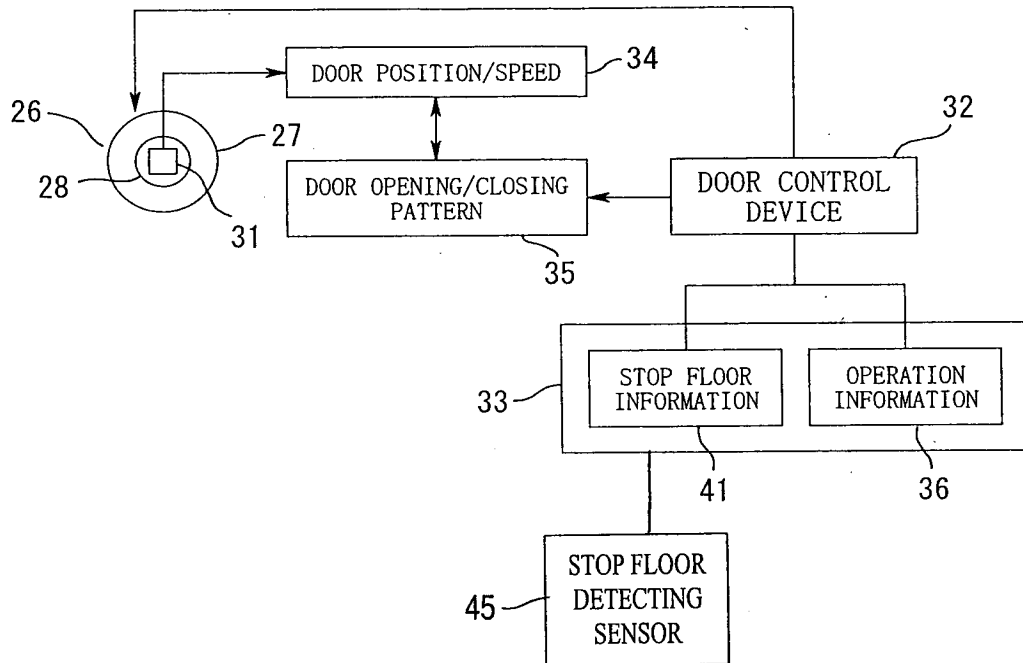 DOOR POSITION/SPEED
34
32
26
27
28
31
DOOR OPENING/CLOSING
PATTERN
35
DOOR CONTROL
DEVICE
33
STOP FLOOR
INFORMATION
OPERATION
INFORMATION
41
36
45
STOP FLOOR
DETECTING
SENSOR